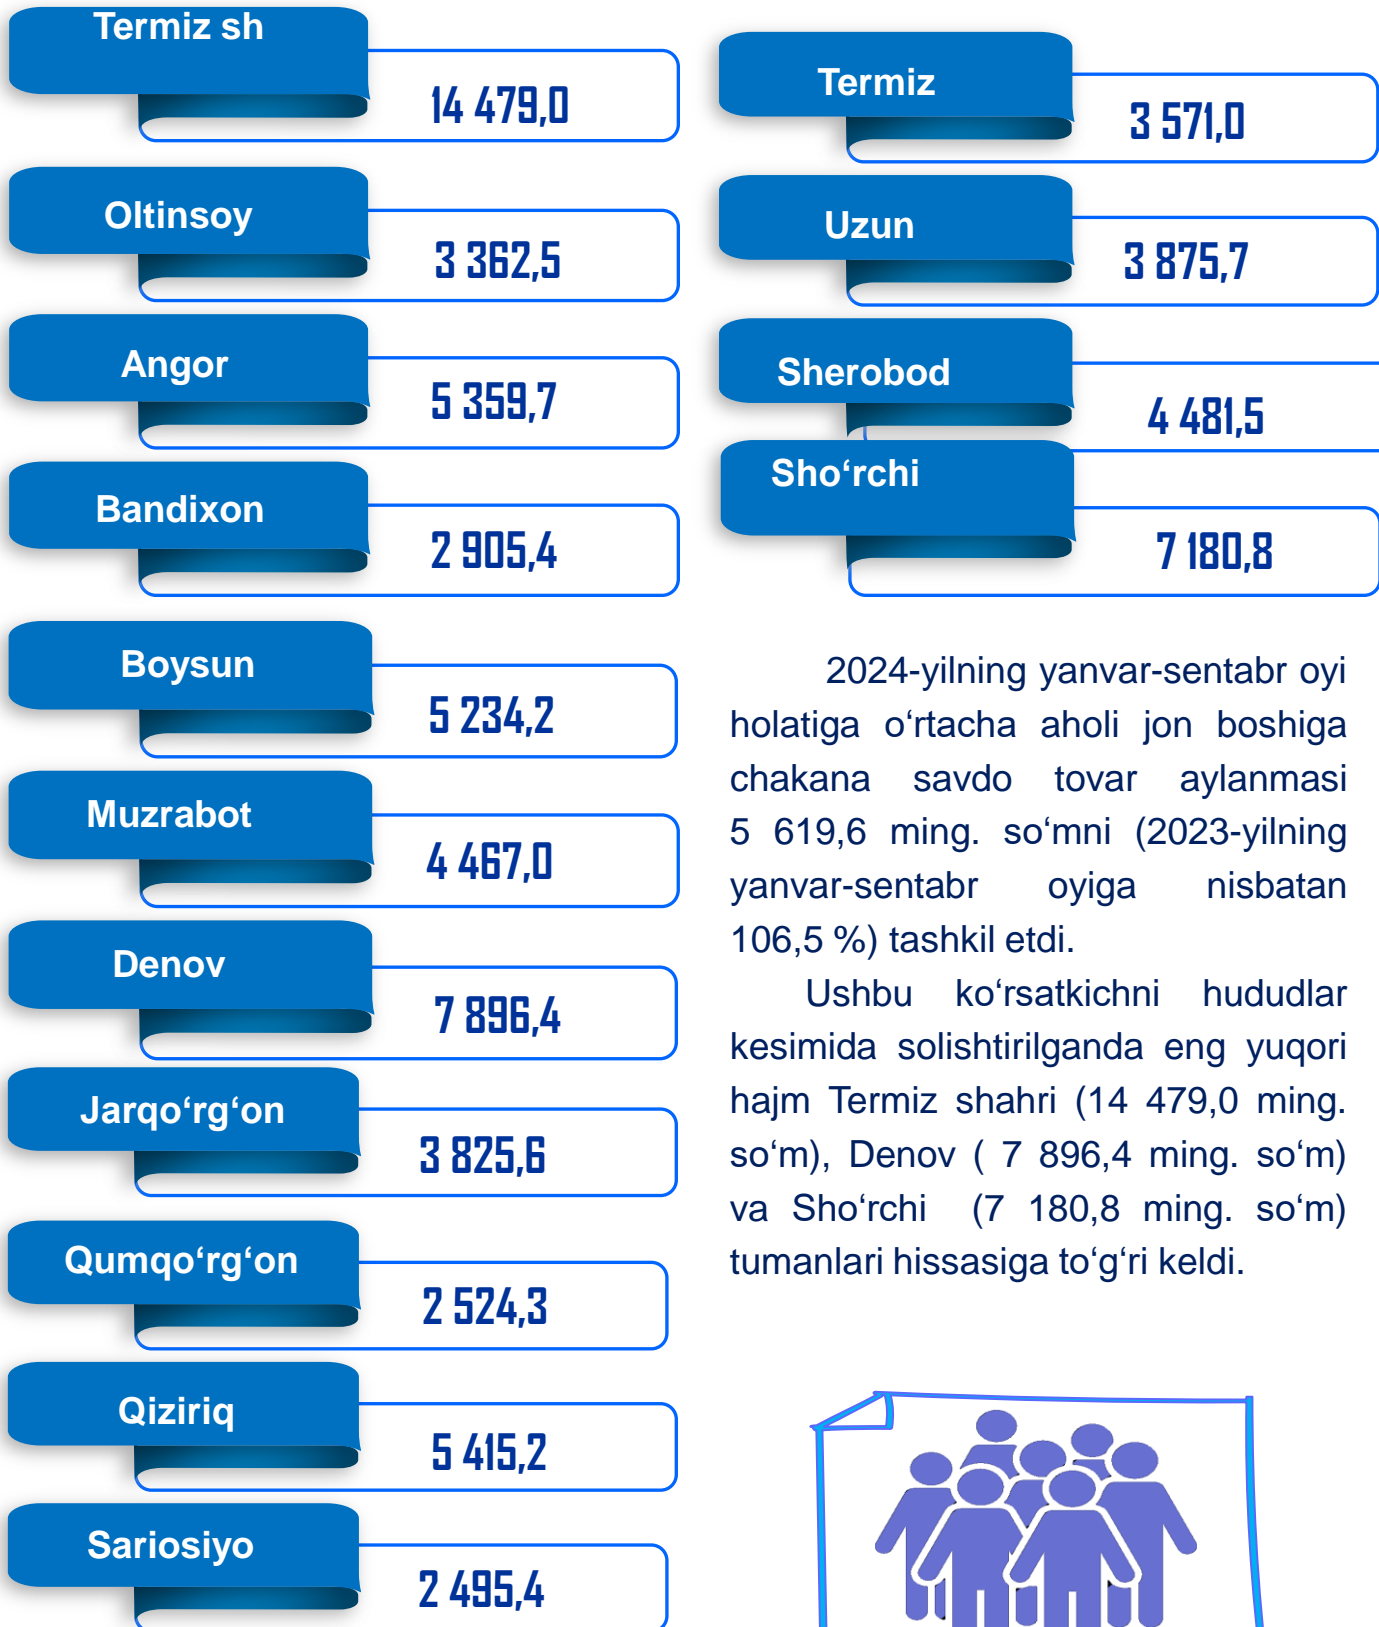 Termiz sh
14 479,0
Oltinsoy
3 362,5
Angor
5 359,7
Bandixon
2 905,4
Boysun
5 234,2
Muzrabot
4 467,0
Denov
7 896,4
Jarqo‘rg‘on
3 825,6
Qumqo‘rg‘on
2 524,3
Qiziriq
5 415,2
Sariosiyo
2 495,4
Termiz
3 571,0
Uzun
3 875,7
Sherobod
4 481,5
Sho‘rchi
7 180,8
2024-yilning yanvar-sentabr oyi
holatiga o‘rtacha aholi jon boshiga
chakana savdo tovar aylanmasi
5 619,6 ming. so‘mni (2023-yilning
yanvar-sentabr oyiga nisbatan
106,5 %) tashkil etdi.
Ushbu ko‘rsatkichni hududlar
kesimida solishtirilganda eng yuqori
hajm Termiz shahri (14 479,0 ming.
so‘m), Denov ( 7 896,4 ming. so‘m)
va Sho‘rchi (7 180,8 ming. so‘m)
tumanlari hissasiga to‘g‘ri keldi.